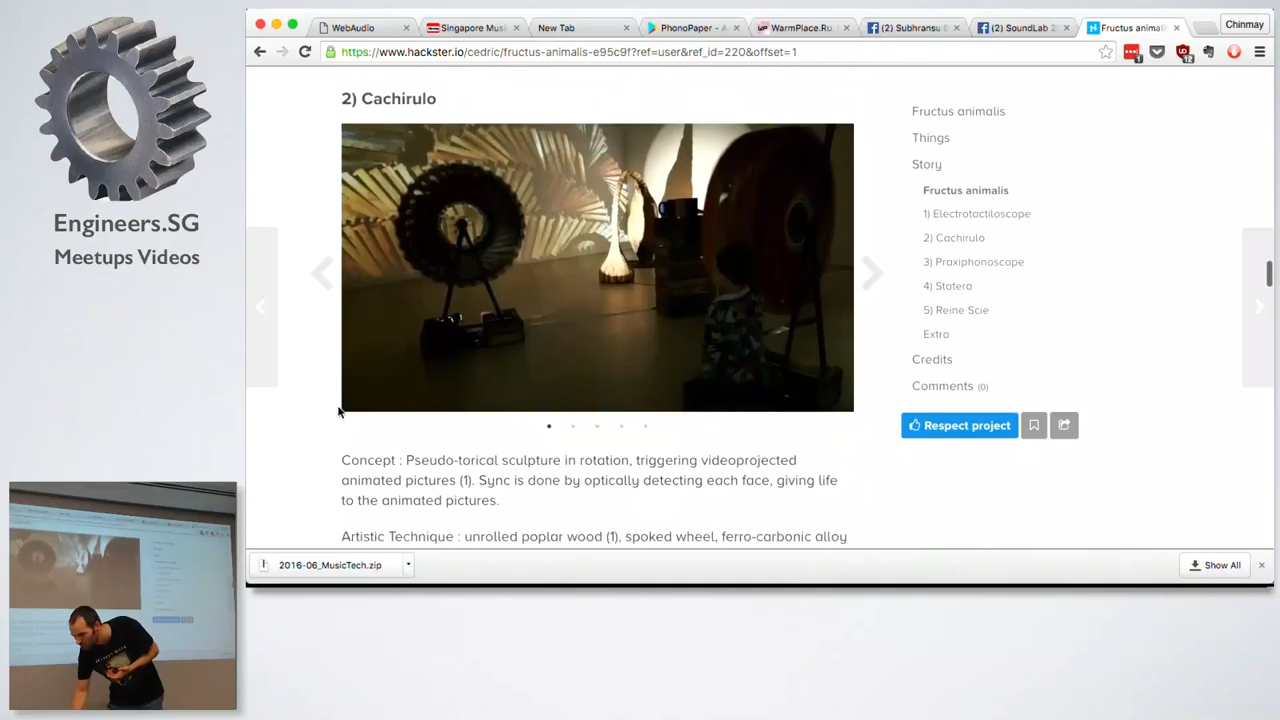 Engineers.SG
Meetups Videos
WebAudio
Singapore Musi
New Tab
PhonoPaper - A
WarmPlace.Ru.
(2) Subhransu B
(2) SoundLab 2
Fructus animali
Chinmay
https://www.hackster.io/cedric/fructus-animalis-e95c9f?ref=user&ref_id=220&offset=1
2) Cachirulo
Concept : Pseudo-torical sculpture in rotation, triggering videoprojected
animated pictures (1). Sync is done by optically detecting each face, giving life
to the animated pictures.
Artistic Technique : unrolled poplar wood (1), spoked wheel, ferro-carbonic alloy
Fructus animalis
Things
Story
Fructus animalis
1) Electrotactiloscope
2) Cachirulo
3) Praxiphonoscope
4) Statera
5) Reine Scie
Extra
Credits
Comments (0)
Respect project
2016-06_MusicTech.zip
Show All